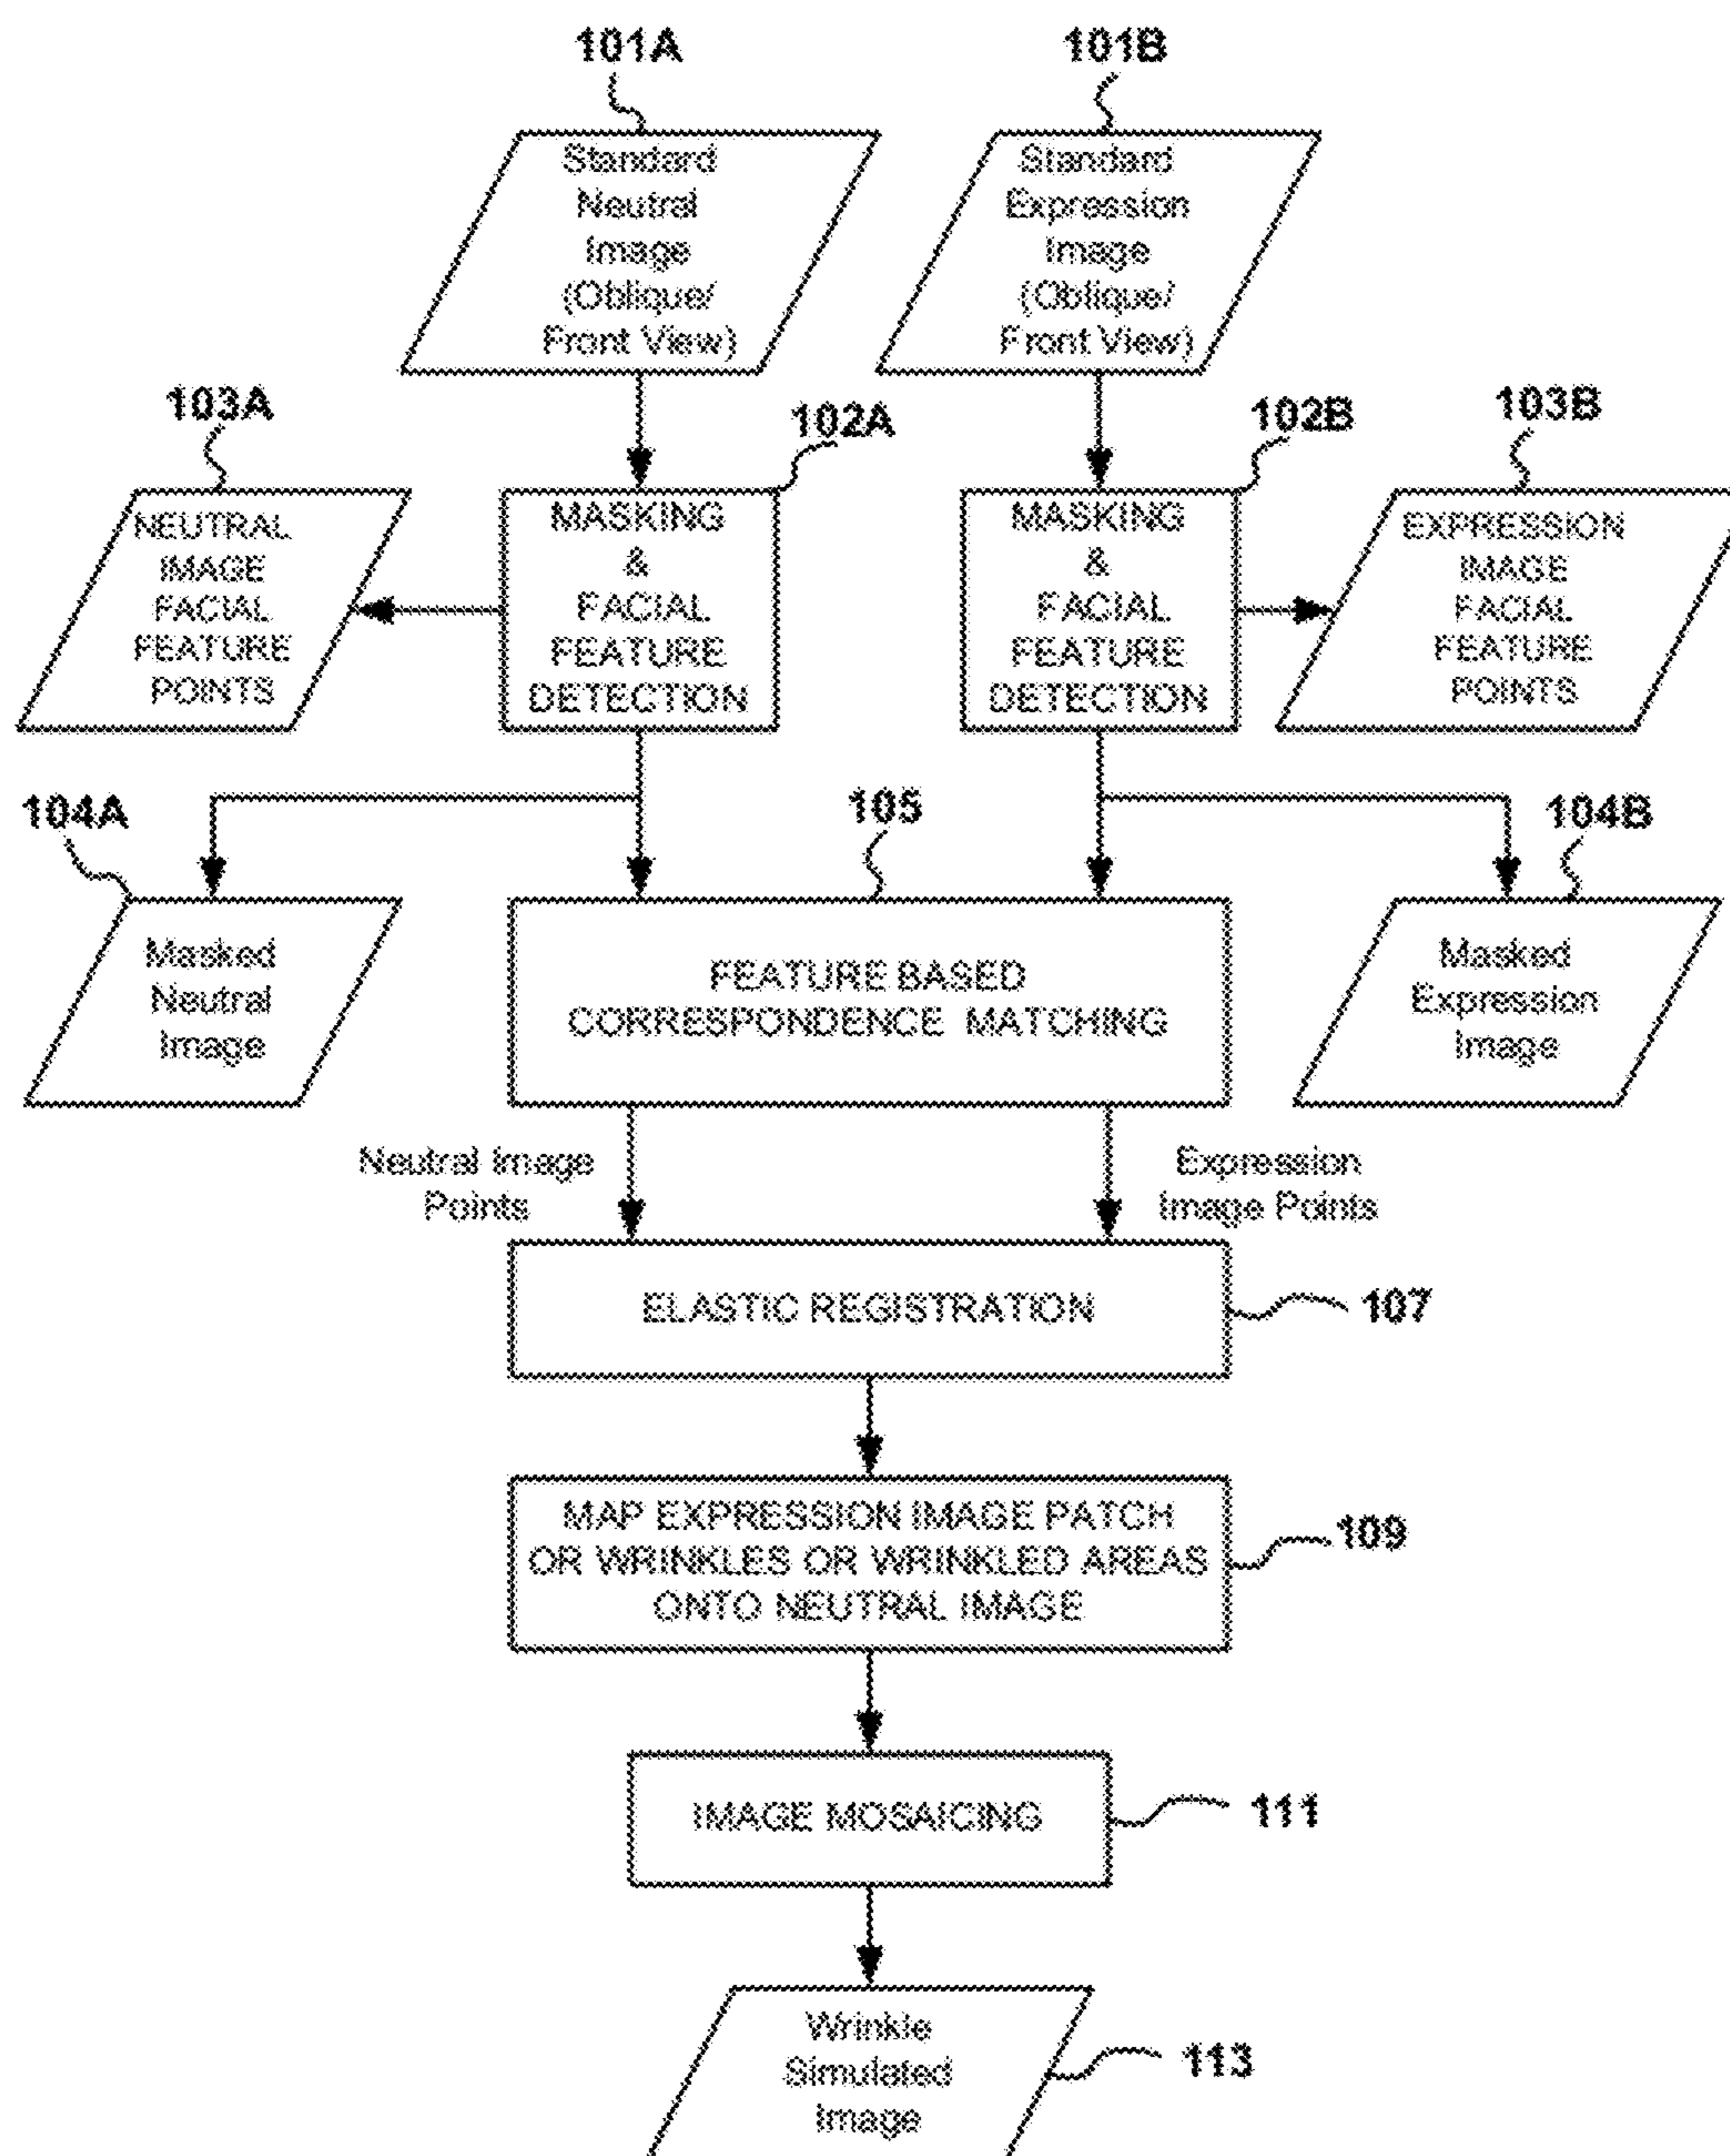 101A
101B
Standard
Neutral
Image
(Oblique/
Front View)
Standard
Expression
Image
(Oblique/
Front View)
103A
102A
102B
103B
NEUTRAL
IMAGE
FACIAL
FEATURE
POINTS
MASKING
&
FACIAL
FEATURE
DETECTION
MASKING
&
FACIAL
FEATURE
DETECTION
EXPRESSION
IMAGE
FACIAL
FEATURE
POINTS
104A
105
104B
Masked
Neutral
Image
FEATURE BASED
CORRESPONDENCE MATCHING
Masked
Expression
Image
Neutral Image
Points
Expression
Image Points
ELASTIC REGISTRATION
107
MAP EXPRESSION IMAGE PATCH
OR WRINKLES OR WRINKLED AREAS
ONTO NEUTRAL IMAGE
109
IMAGE MOSAICING
111
Wrinkle
Simulated
Image
113